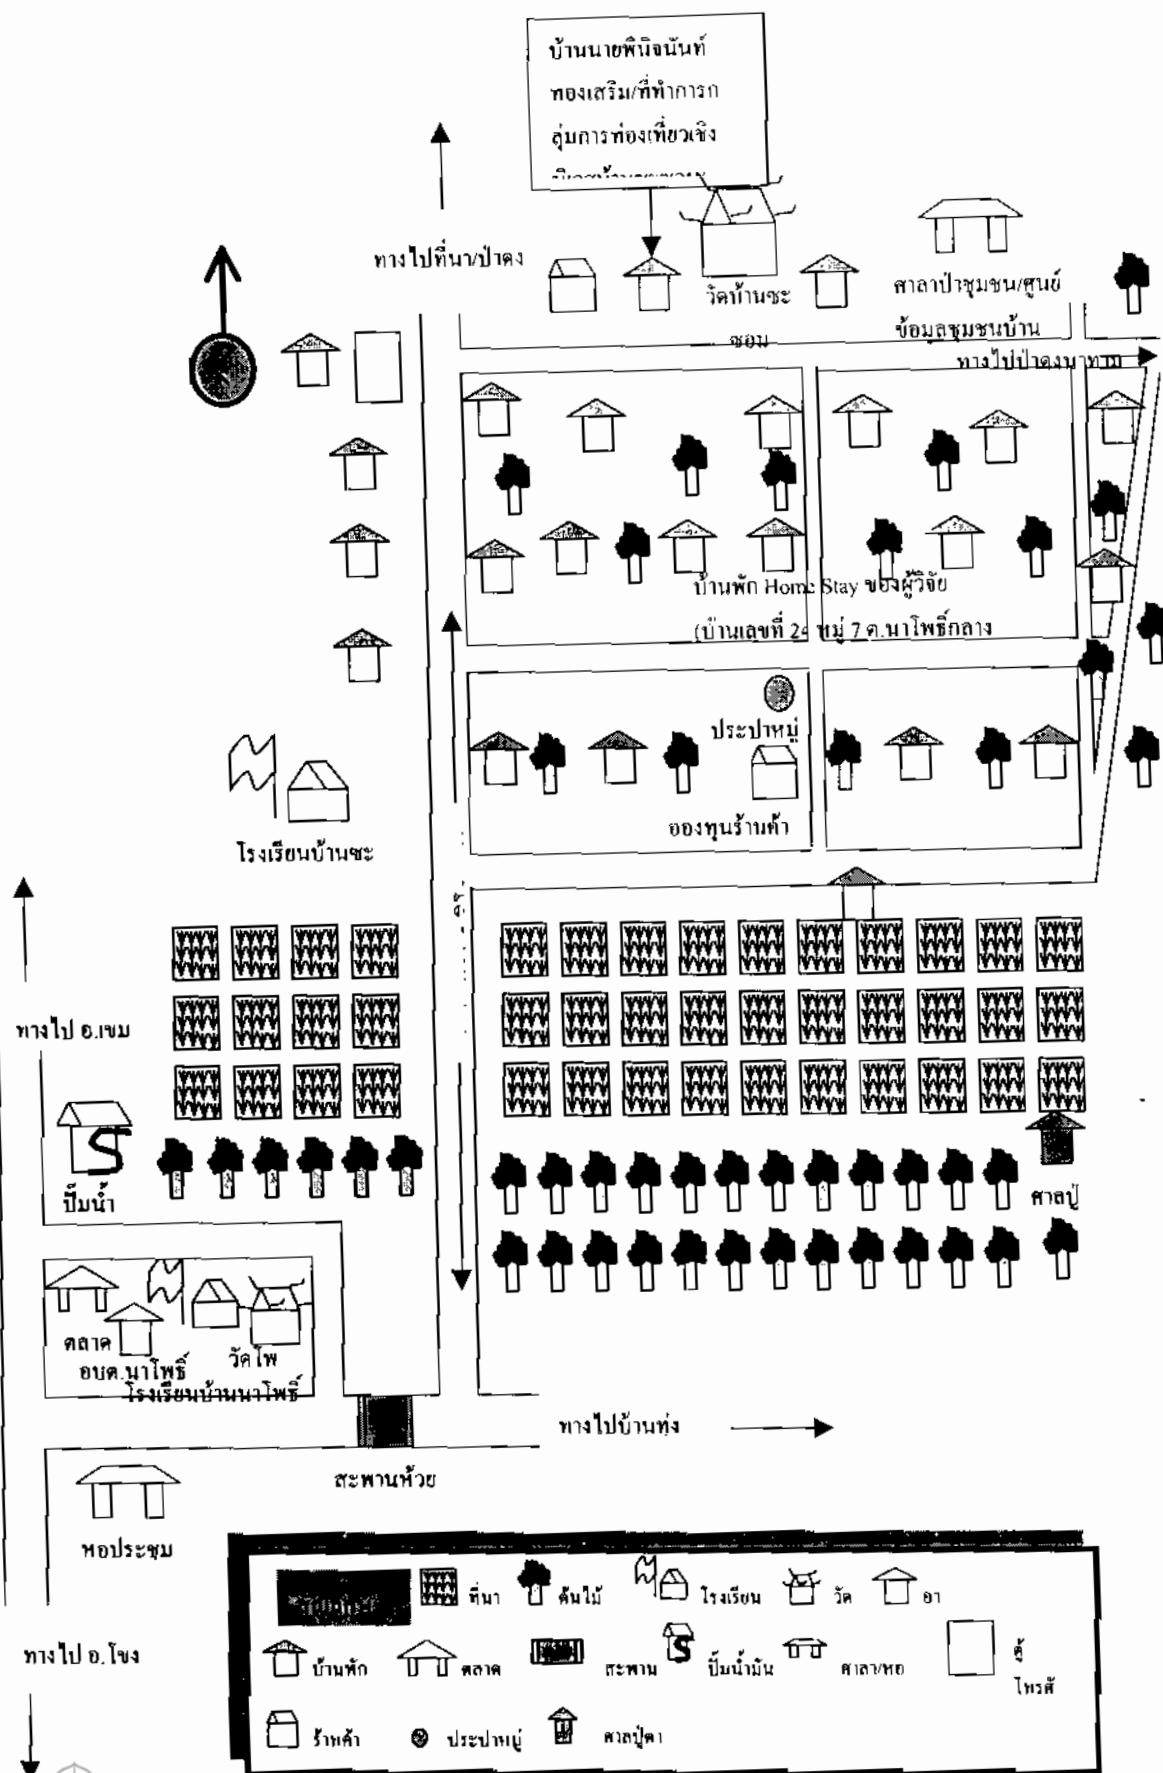 บ้านนายพินิจนันท์
ทองเสริม/ที่ทำการก
ลุ่มการท่องเที่ยวเชิง
ทางไปที่นา/ป่าดง
วัดบ้านซะ
ซอม
ศาลาป่าชุมชน/ศูนย์
ข้อมูลชุมชนบ้าน
ทางไปป่าดงนาทาม
บ้านพัก Home Stay ของผู้วิจัย
(บ้านเลขที่ 24 หมู่ 7 ต.นาโพธิ์กลาง
ประปาหมู่
กองทุนร้านค้า
โรงเรียนบ้านซะ
ทางไป อ.เขม
ปั๊มน้ำ
ศาลปู่
ตลาด
อบต.นาโพธิ์
วัดโพ
โรงเรียนบ้านนาโพธิ์
ทางไปบ้านทุ่ง
สะพานห้วย
หอประชุม
ทางไป อ.โขง
ที่นา ต้นไม้ โรงเรียน วัด อา
บ้านพัก ตลาด สะพาน ปั๊มน้ำมัน ศาลา/หอ
โทรศั
ร้านค้า ประปาหมู่ ศาลปู่ตา